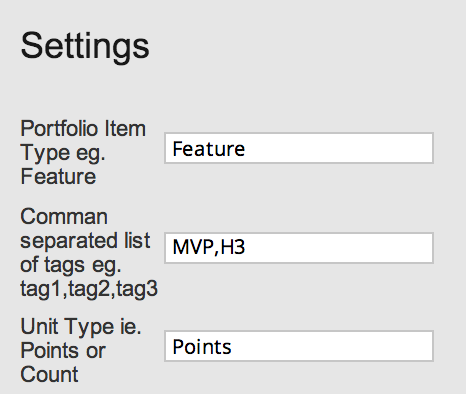 Settings
Portfolio Item
Type eg.
Feature
Feature
Comman
separated list
of tags eg.
tag1,tag2,tag3
MVP,H3
Unit Type ie.
Points or
Count
Points